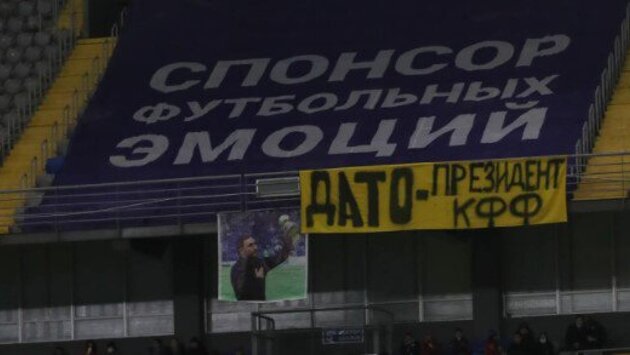 СПОНСОР
ФУТБОЛЬНЫХ
ЭМОЦИЙ
ДАТО-ПРЕЗИДЕНТ
КФФ